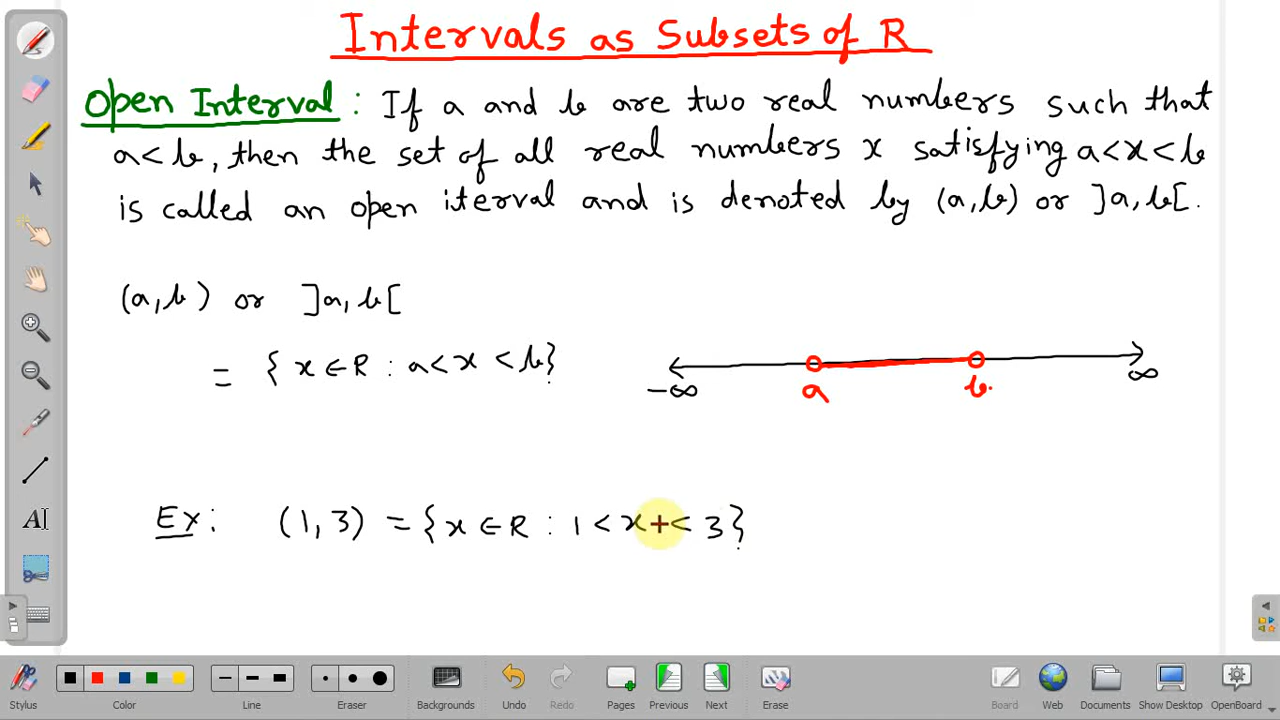 Intervals as Subsets of R
Open Interval : If a and b are two real numbers such that
a < b, then the set of all real numbers x satisfying a < x < b
is called an open iterval and is denoted by (a, b) or ]a, b[.
(a, b) or ]a, b[
= { x ∈ R : a < x < b }
-∞ a b ∞
Ex: (1, 3) = { x ∈ R : 1 < x < 3 }
Stylus Color Line Eraser Backgrounds Undo Redo Pages Previous Next Erase Board Web Documents Show Desktop OpenBoard